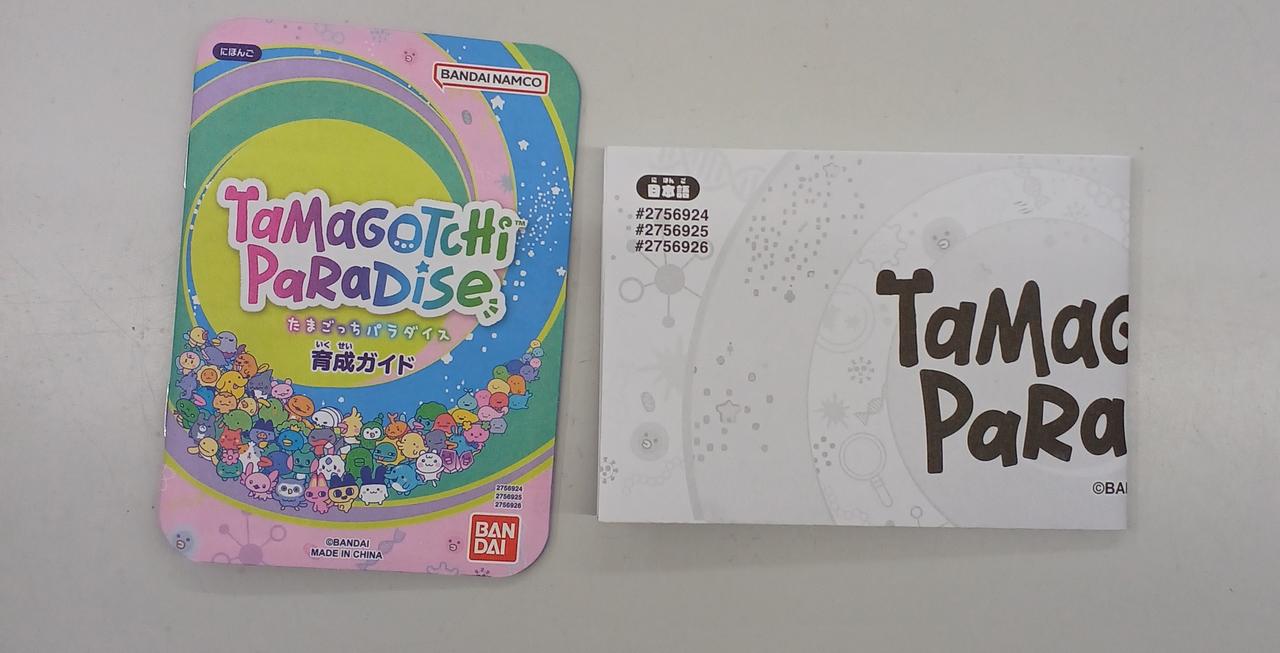 にほんご
BANDAI NAMCO
TaMaGOTCHi™
PaRaDiSe
たまごっちパラダイス
いく せい
育成ガイド
2756924
2756925
2756926
BAN
DAI
©BANDAI
MADE IN CHINA
に ほん ご
日本語
#2756924
#2756925
#2756926
TaMaG
PaRa
©BA